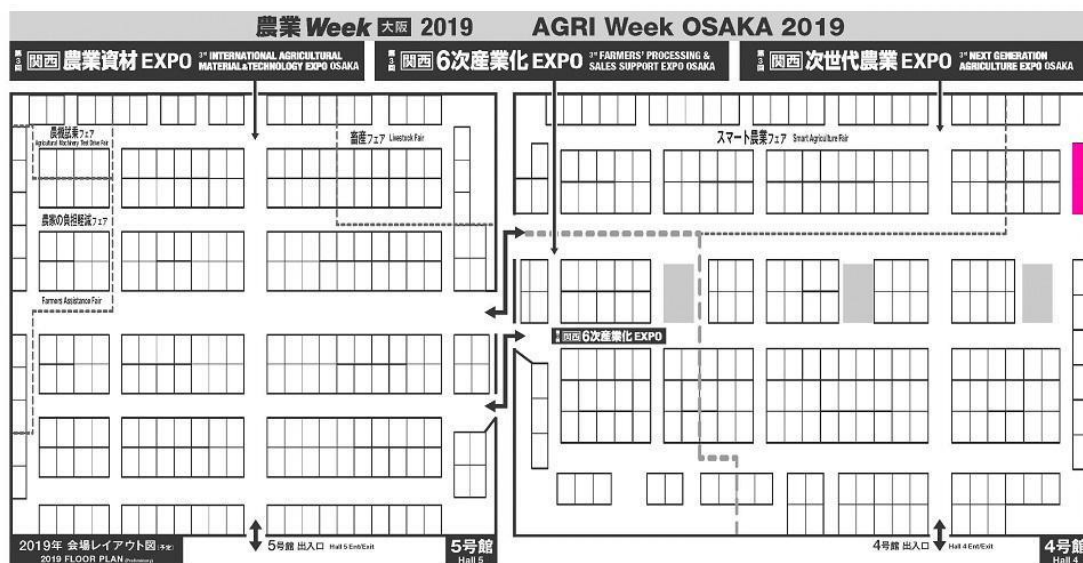 農業Week 大阪 2019 AGRI Week OSAKA 2019
第3回 関西 農業資材 EXPO 3rd INTERNATIONAL AGRICULTURAL MATERIAL&TECHNOLOGY EXPO OSAKA
第3回 関西 6次産業化 EXPO 3rd FARMERS' PROCESSING & SALES SUPPORT EXPO OSAKA
第3回 関西 次世代農業 EXPO 3rd NEXT GENERATION AGRICULTURE EXPO OSAKA
農機試乗フェア
Agricultural Machinery Test Drive Fair
畜産フェア Livestock Fair
スマート農業フェア Smart Agriculture Fair
農家の負担軽減フェア
Farmers Assistance Fair
関西 6次産業化 EXPO
2019年 会場レイアウト図(予定)
2019 FLOOR PLAN (Preliminary)
5号館 出入口 Hall 5 Ent/Exit
5号館
Hall 5
4号館 出入口 Hall 4 Ent/Exit
4号館
Hall 4